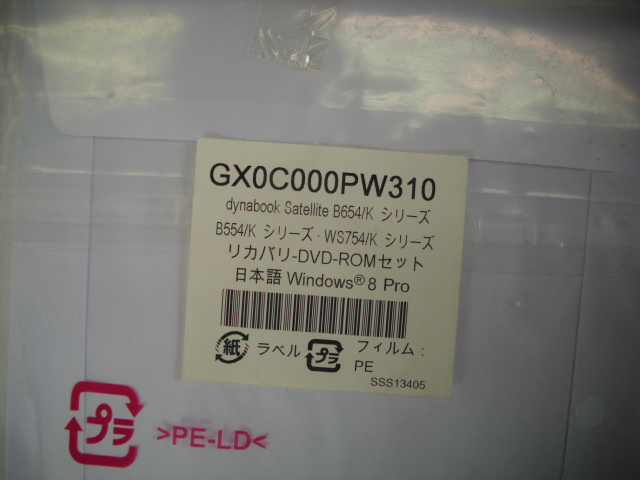 GX0C000PW310
dynabook Satellite B654/K シリーズ
B554/K シリーズ・WS754/K シリーズ
リカバリ-DVD-ROMセット
日本語 Windows®8 Pro
紙 ラベル プラ フィルム :
PE
SSS13405
プラ >PE-LD<